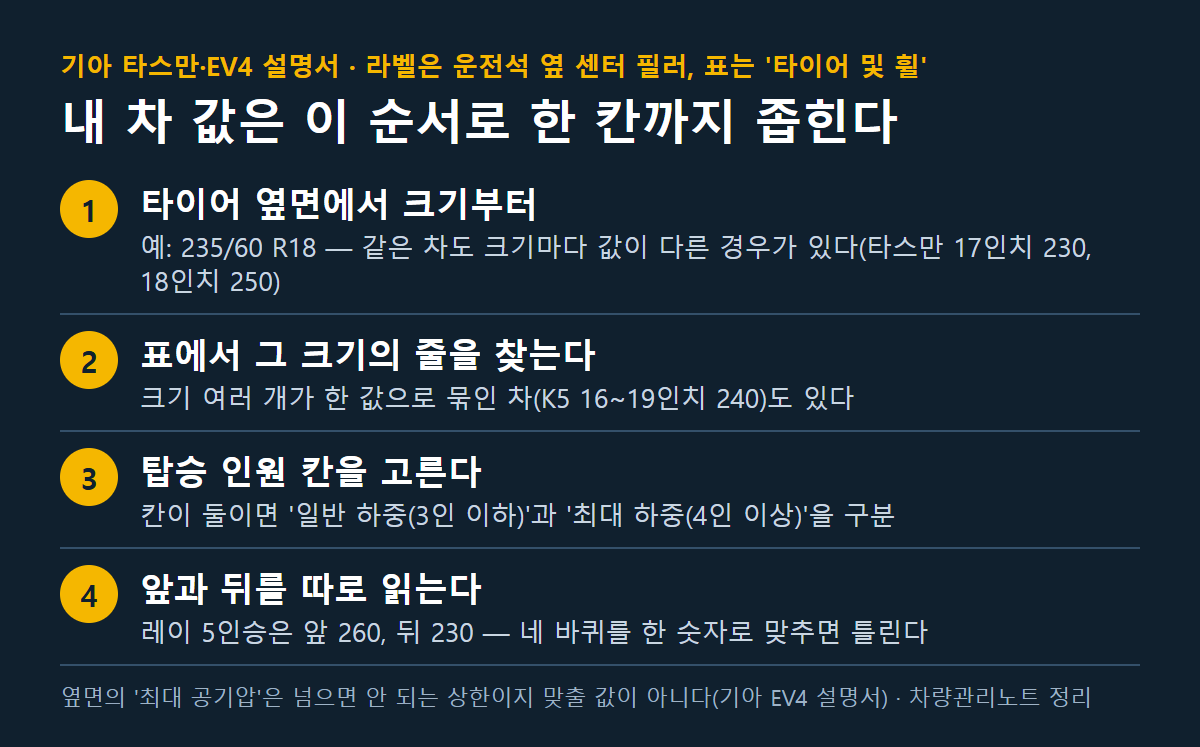 기아 타스만·EV4 설명서 · 라벨은 운전석 옆 센터 필러, 표는 '타이어 및 휠'
내 차 값은 이 순서로 한 칸까지 좁힌다
1
타이어 옆면에서 크기부터
예: 235/60 R18 — 같은 차도 크기마다 값이 다른 경우가 있다(타스만 17인치 230,
18인치 250)
2
표에서 그 크기의 줄을 찾는다
크기 여러 개가 한 값으로 묶인 차(K5 16~19인치 240)도 있다
3
탑승 인원 칸을 고른다
칸이 둘이면 '일반 하중(3인 이하)'과 '최대 하중(4인 이상)'을 구분
4
앞과 뒤를 따로 읽는다
레이 5인승은 앞 260, 뒤 230 — 네 바퀴를 한 숫자로 맞추면 틀린다
옆면의 '최대 공기압'은 넘으면 안 되는 상한이지 맞출 값이 아니다(기아 EV4 설명서) · 차량관리노트 정리